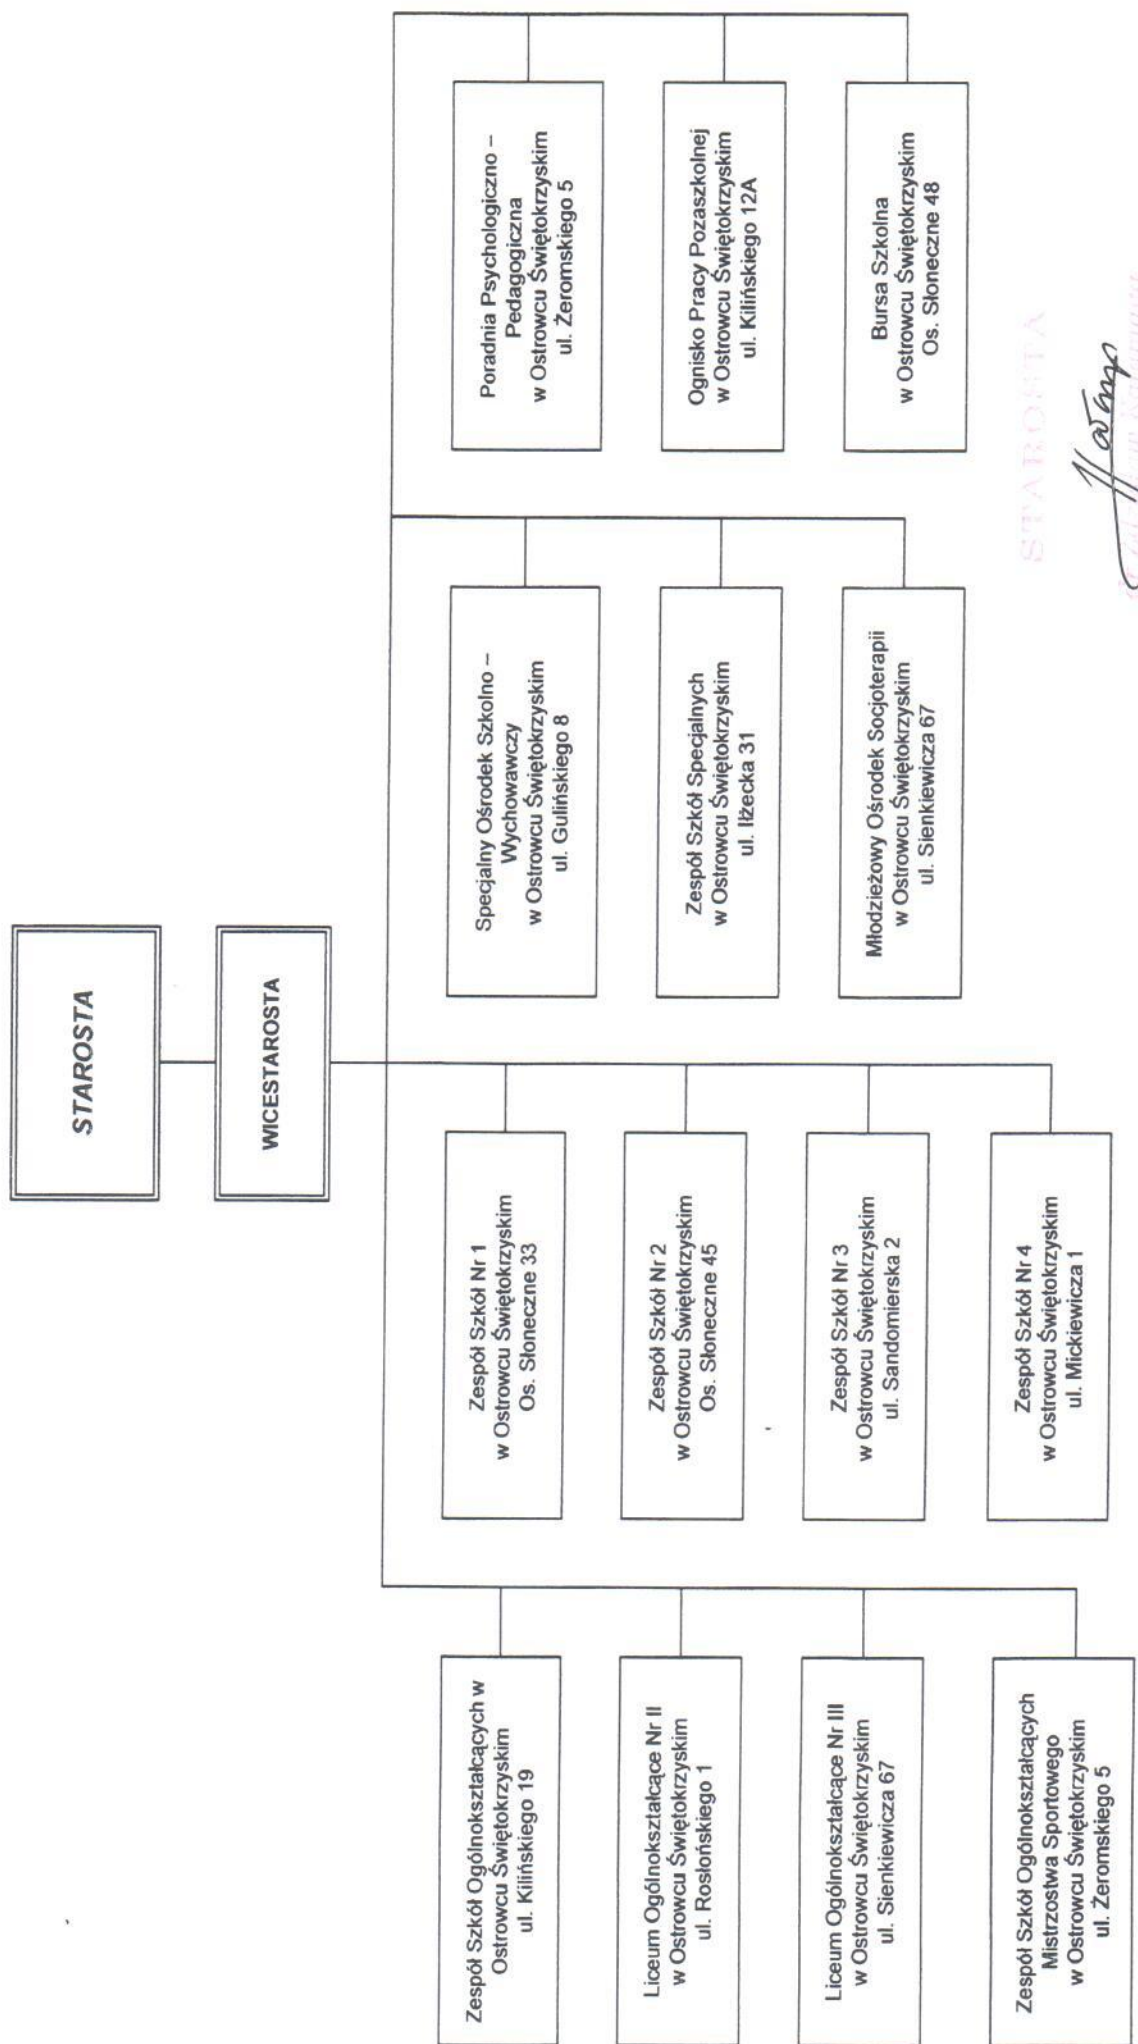 STAROSTA
WICESTAROSTA
Zespół Szkół Ogólnokształcących w
Ostrowcu Świętokrzyskim
ul. Kilińskiego 19
Liceum Ogólnokształcące Nr II
w Ostrowcu Świętokrzyskim
ul. Rosłońskiego 1
Liceum Ogólnokształcące Nr III
w Ostrowcu Świętokrzyskim
ul. Sienkiewicza 67
Zespół Szkół Ogólnokształcących
Mistrzostwa Sportowego
w Ostrowcu Świętokrzyskim
ul. Żeromskiego 5
Zespół Szkół Nr 1
w Ostrowcu Świętokrzyskim
Os. Słoneczne 33
Zespół Szkół Nr 2
w Ostrowcu Świętokrzyskim
Os. Słoneczne 45
Zespół Szkół Nr 3
w Ostrowcu Świętokrzyskim
ul. Sandomierska 2
Zespół Szkół Nr 4
w Ostrowcu Świętokrzyskim
ul. Mickiewicza 1
Specjalny Ośrodek Szkolno –
Wychowawczy
w Ostrowcu Świętokrzyskim
ul. Gulińskiego 8
Zespół Szkół Specjalnych
w Ostrowcu Świętokrzyskim
ul. Iłżecka 31
Młodzieżowy Ośrodek Socjoterapii
w Ostrowcu Świętokrzyskim
ul. Sienkiewicza 67
Poradnia Psychologiczno –
Pedagogiczna
w Ostrowcu Świętokrzyskim
ul. Żeromskiego 5
Ognisko Pracy Pozaszkolnej
w Ostrowcu Świętokrzyskim
ul. Kilińskiego 12A
Bursa Szkolna
w Ostrowcu Świętokrzyskim
Os. Słoneczne 48
STAROSTA